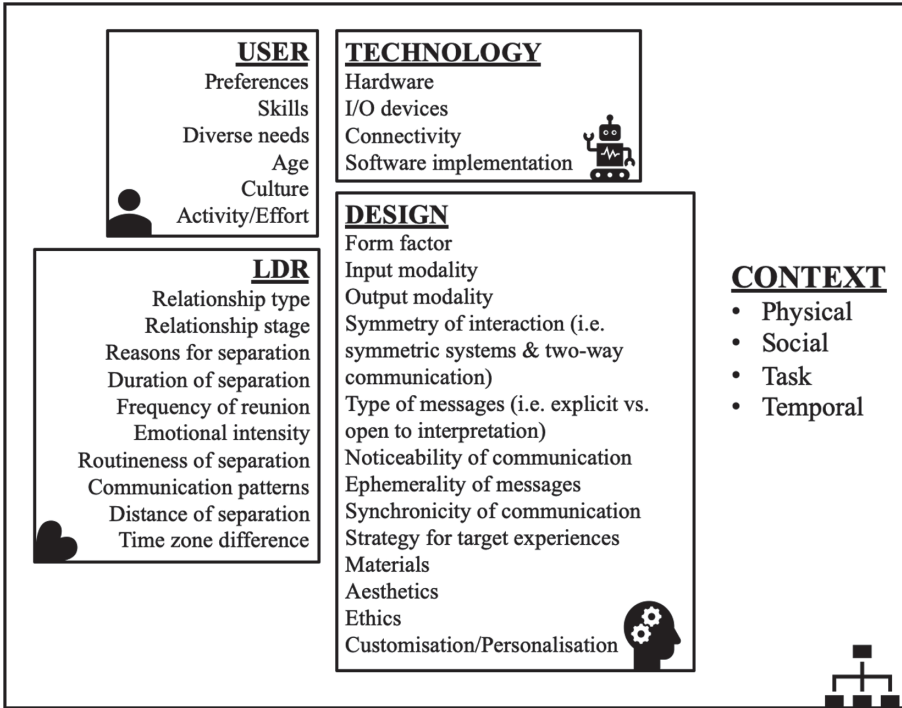 USER
Preferences
Skills
Diverse needs
Age
Culture
Activity/Effort
TECHNOLOGY
Hardware
I/O devices
Connectivity
Software implementation
LDR
Relationship type
Relationship stage
Reasons for separation
Duration of separation
Frequency of reunion
Emotional intensity
Routineness of separation
Communication patterns
Distance of separation
Time zone difference
DESIGN
Form factor
Input modality
Output modality
Symmetry of interaction (i.e.
symmetric systems & two-way
communication)
Type of messages (i.e. explicit vs.
open to interpretation)
Noticeability of communication
Ephemerality of messages
Synchronicity of communication
Strategy for target experiences
Materials
Aesthetics
Ethics
Customisation/Personalisation
CONTEXT
• Physical
• Social
• Task
• Temporal